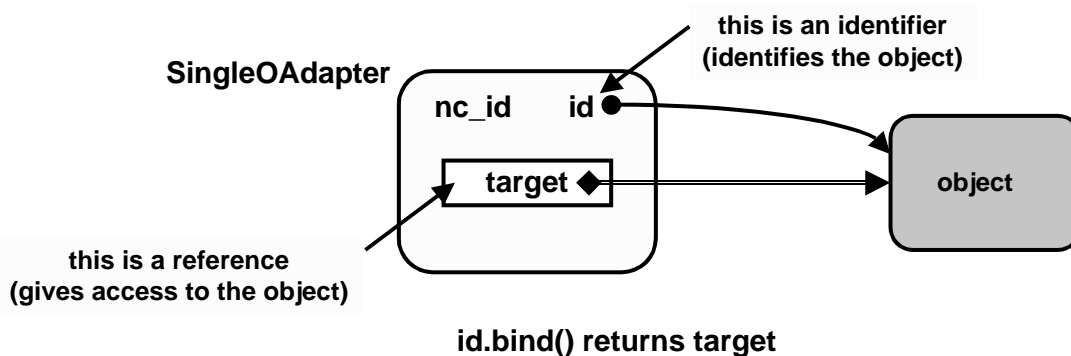 this is an identifier
(identifies the object)
SingleOAdapter
nc_id id
target
object
this is a reference
(gives access to the object)
id.bind() returns target